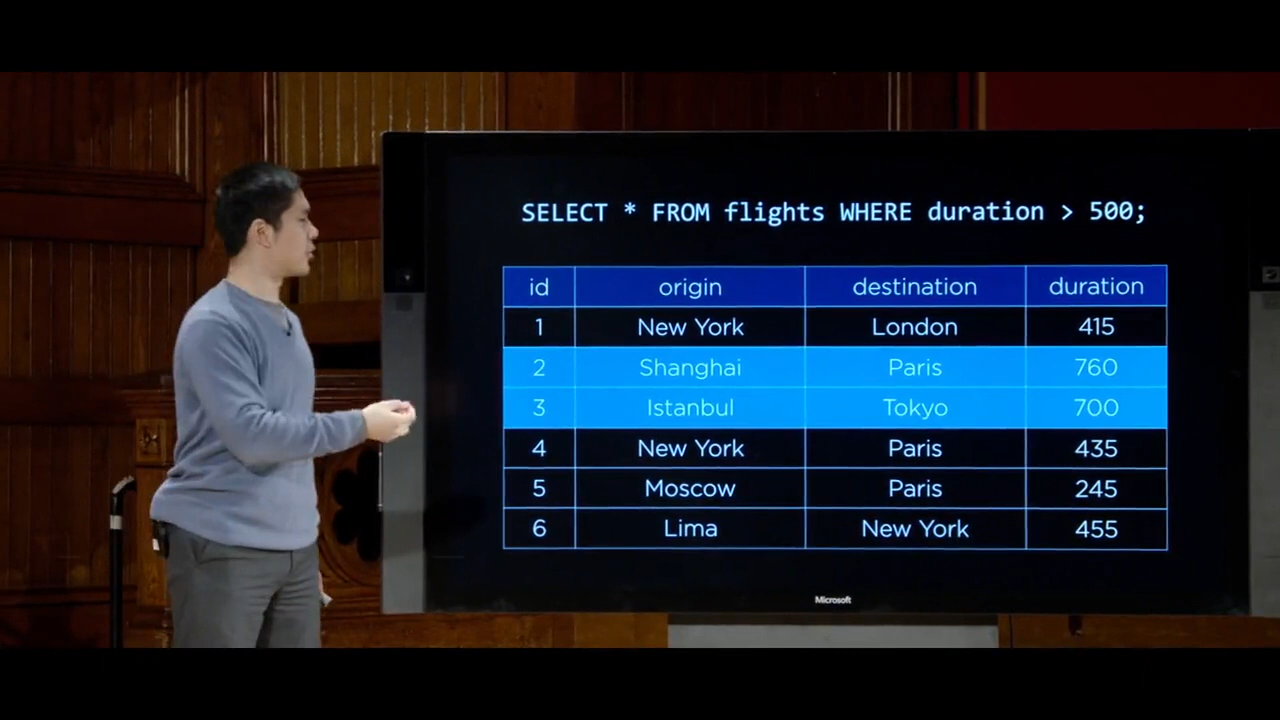 SELECT * FROM flights WHERE duration > 500;
id origin destination duration
1 New York London 415
2 Shanghai Paris 760
3 Istanbul Tokyo 700
4 New York Paris 435
5 Moscow Paris 245
6 Lima New York 455
Microsoft